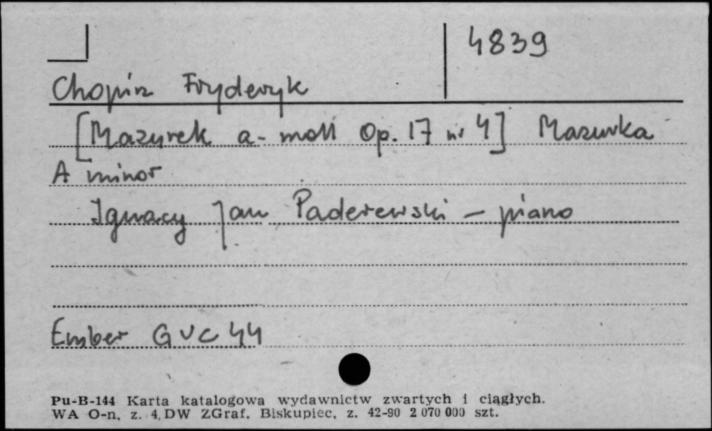 4839
Chopin Fryderyk
[Mazurek a-moll Op. 17 nr 4] Mazurka
A minor
Ignacy Jan Paderewski – piano
Ember GVC 44
Pu-B-144 Karta katalogowa wydawnictw zwartych i ciągłych.
WA O-n. z. 4. DW ZGraf. Biskupiec, z. 42-90 2 070 000 szt.